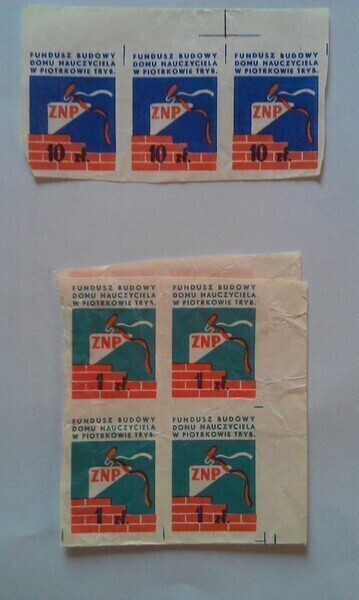 FUNDUSZ BUDOWY
DOMU NAUCZYCIELA
W PIOTRKOWIE TRYB.
ZNP
10 zł.
FUNDUSZ BUDOWY
DOMU NAUCZYCIELA
W PIOTRKOWIE TRYB.
ZNP
10 zł.
FUNDUSZ BUDOWY
DOMU NAUCZYCIELA
W PIOTRKOWIE TRYB.
ZNP
10 zł.
FUNDUSZ BUDOWY
DOMU NAUCZYCIELA
W PIOTRKOWIE TRYB.
ZNP
1 zł.
FUNDUSZ BUDOWY
DOMU NAUCZYCIELA
W PIOTRKOWIE TRYB.
ZNP
1 zł.
FUNDUSZ BUDOWY
DOMU NAUCZYCIELA
W PIOTRKOWIE TRYB.
ZNP
1 zł.
FUNDUSZ BUDOWY
DOMU NAUCZYCIELA
W PIOTRKOWIE TRYB.
ZNP
1 zł.